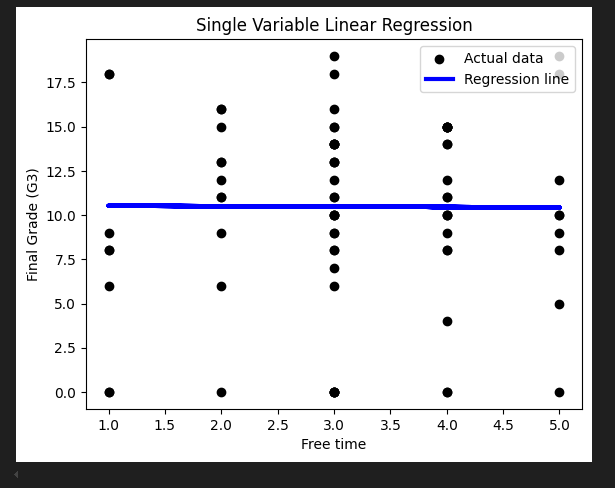 Single Variable Linear Regression
Actual data
Regression line
17.5
15.0
12.5
10.0
7.5
5.0
2.5
0.0
Final Grade (G3)
1.0 1.5 2.0 2.5 3.0 3.5 4.0 4.5 5.0
Free time